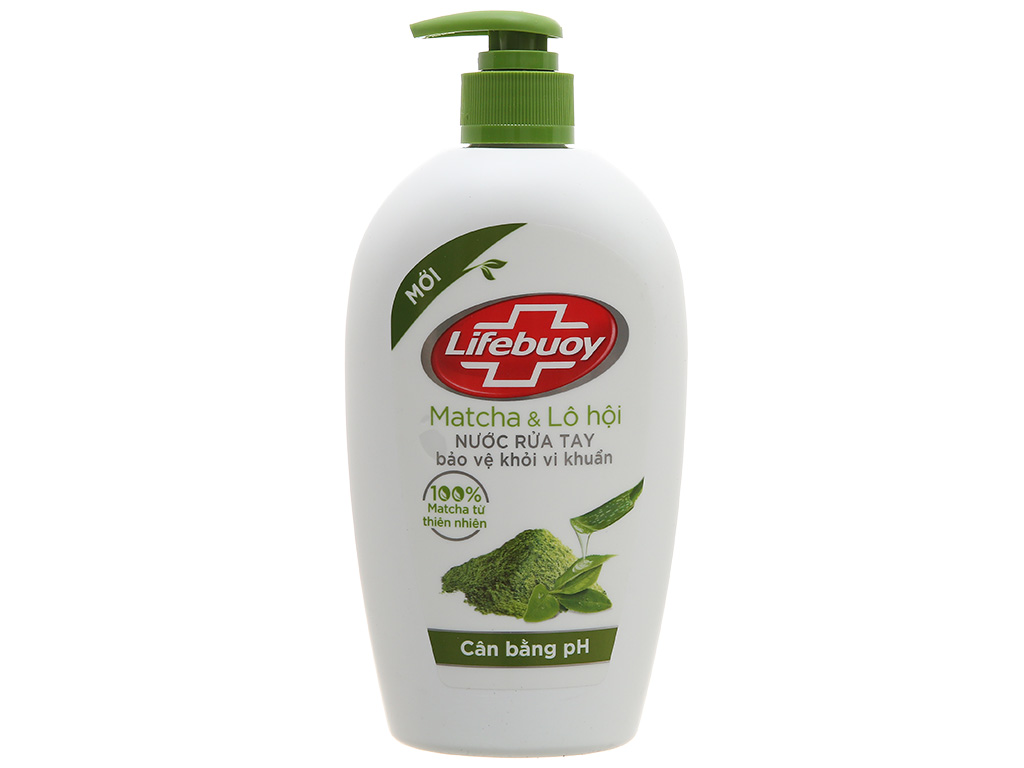 MỚI
Lifebuoy
Matcha & Lô hội
NƯỚC RỬA TAY
bảo vệ khỏi vi khuẩn
100%
Matcha từ
thiên nhiên
Cân bằng pH